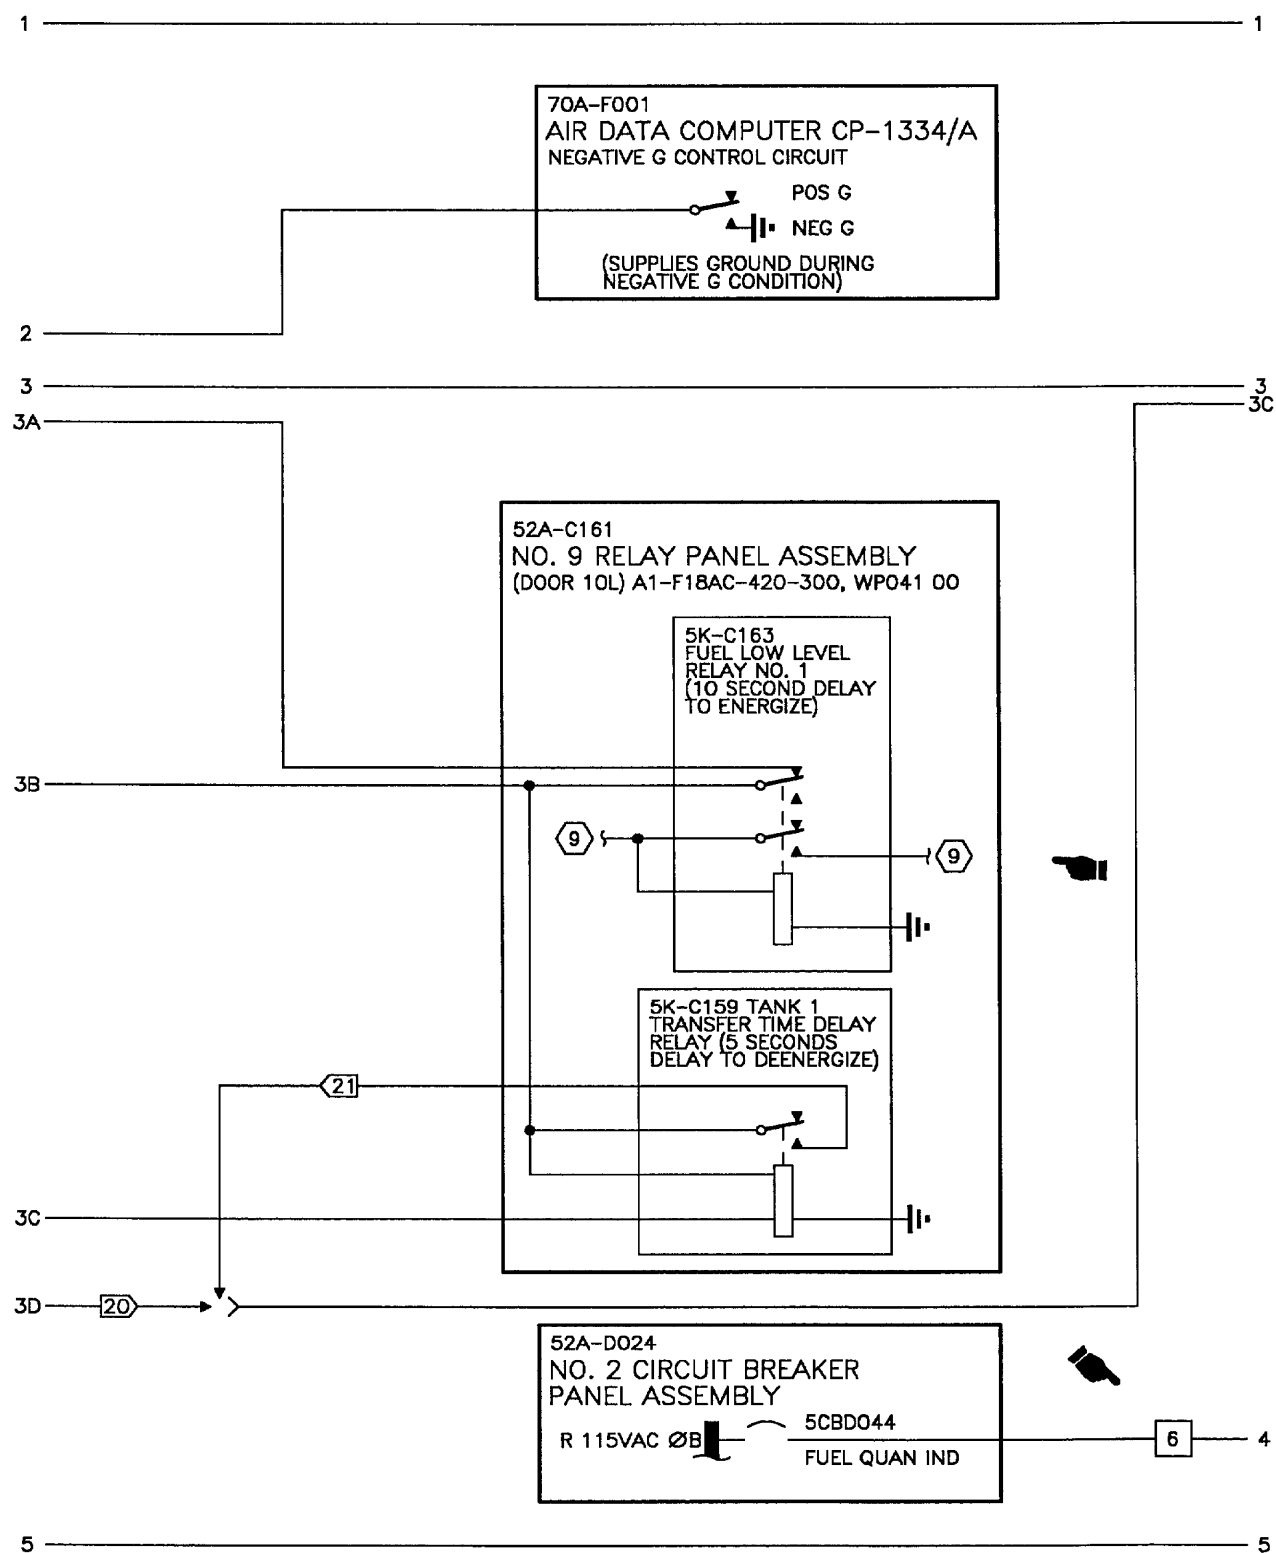 1 1
70A-F001
AIR DATA COMPUTER CP-1334/A
NEGATIVE G CONTROL CIRCUIT
POS G
NEG G
(SUPPLIES GROUND DURING
NEGATIVE G CONDITION)
2
3 3
3A 3C
52A-C161
NO. 9 RELAY PANEL ASSEMBLY
(DOOR 10L) A1-F18AC-420-300, WP041 00
5K-C163
FUEL LOW LEVEL
RELAY NO. 1
(10 SECOND DELAY
TO ENERGIZE)
3B
9
9
5K-C159 TANK 1
TRANSFER TIME DELAY
RELAY (5 SECONDS
DELAY TO DEENERGIZE)
21
3C
3D 20
52A-D024
NO. 2 CIRCUIT BREAKER
PANEL ASSEMBLY
5CBD044
R 115VAC ØB 6 4
FUEL QUAN IND
5 5